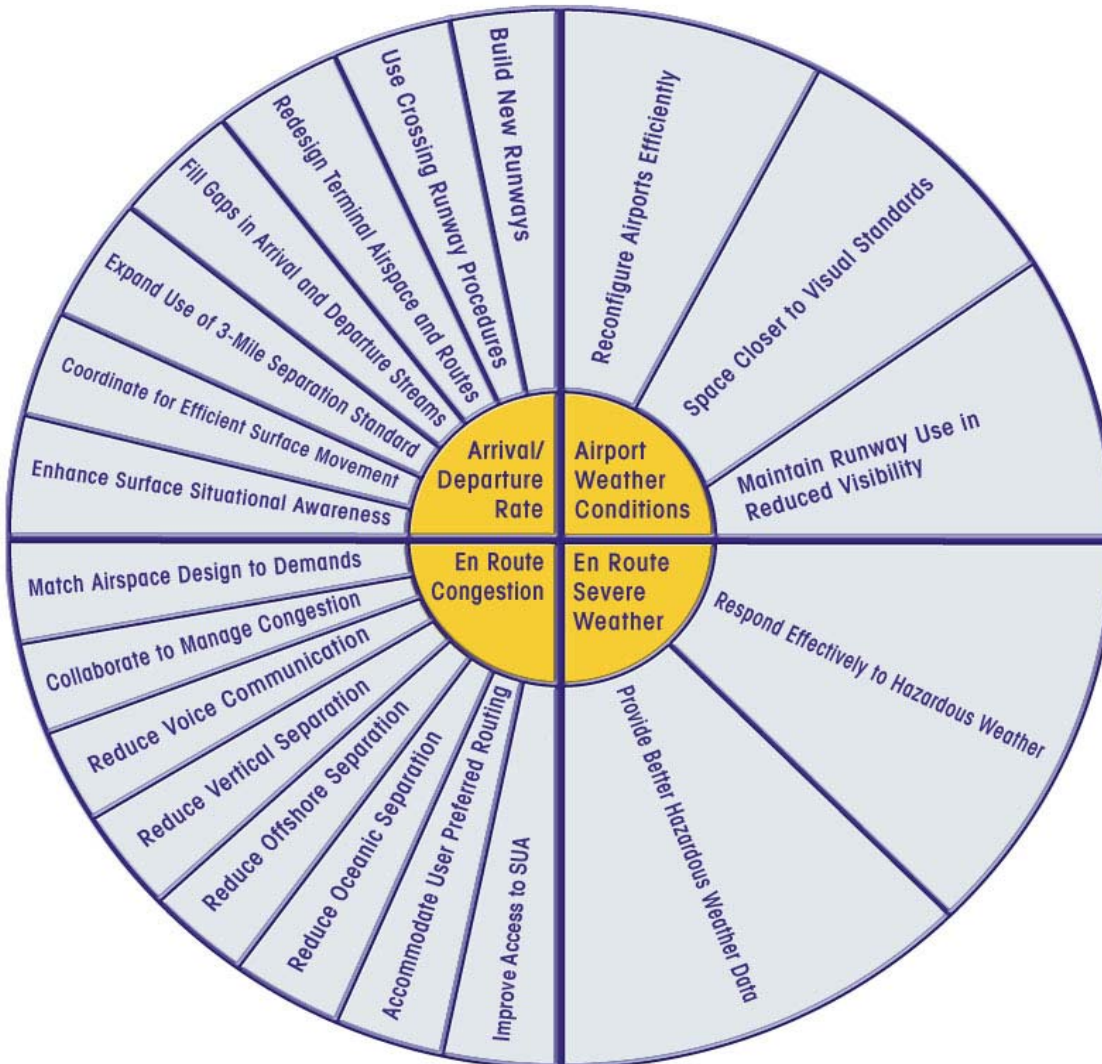 Build New Runways
Use Crossing Runway Procedures
Redesign Terminal Airspace and Routes
Fill Gaps in Arrival and Departure Streams
Expand Use of 3-Mile Separation Standard
Coordinate for Efficient Surface Movement
Enhance Surface Situational Awareness
Arrival/
Departure
Rate
Reconfigure Airports Efficiently
Space Closer to Visual Standards
Maintain Runway Use in
Reduced Visibility
Airport
Weather
Conditions
Match Airspace Design to Demands
Collaborate to Manage Congestion
Reduce Voice Communication
Reduce Vertical Separation
Reduce Offshore Separation
Reduce Oceanic Separation
Accommodate User Preferred Routing
Improve Access to SUA
En Route
Congestion
En Route
Severe
Weather
Respond Effectively to Hazardous Weather
Provide Better Hazardous Weather Data